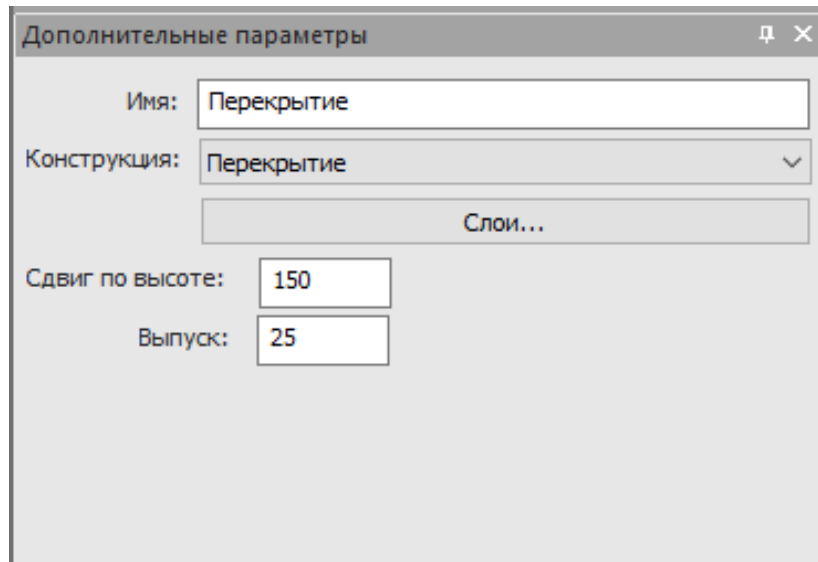 Дополнительные параметры
Имя: Перекрытие
Конструкция: Перекрытие
Слои...
Сдвиг по высоте: 150
Выпуск: 25